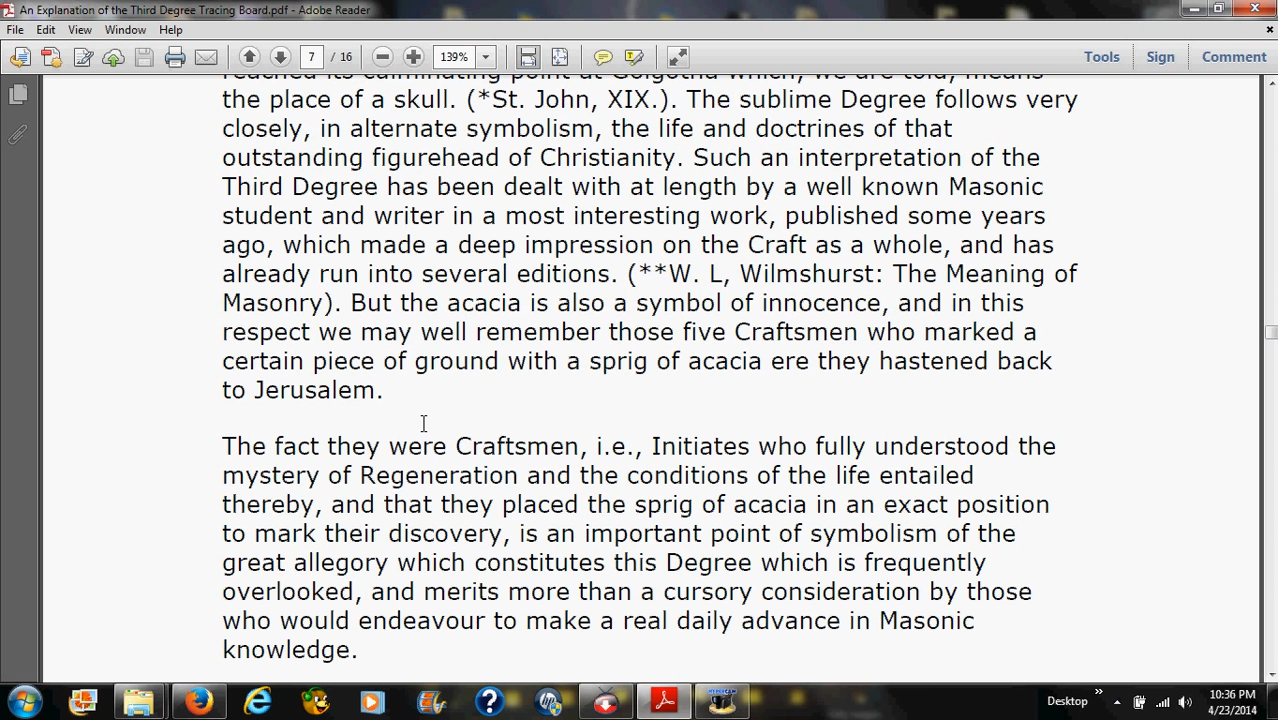 An Explanation of the Third Degree Tracing Board.pdf - Adobe Reader
File Edit View Window Help
7 / 16 139% Tools Sign Comment
reached its culminating point at Golgotha which, we are told, means
the place of a skull. (*St. John, XIX.). The sublime Degree follows very
closely, in alternate symbolism, the life and doctrines of that
outstanding figurehead of Christianity. Such an interpretation of the
Third Degree has been dealt with at length by a well known Masonic
student and writer in a most interesting work, published some years
ago, which made a deep impression on the Craft as a whole, and has
already run into several editions. (**W. L, Wilmshurst: The Meaning of
Masonry). But the acacia is also a symbol of innocence, and in this
respect we may well remember those five Craftsmen who marked a
certain piece of ground with a sprig of acacia ere they hastened back
to Jerusalem.
The fact they were Craftsmen, i.e., Initiates who fully understood the
mystery of Regeneration and the conditions of the life entailed
thereby, and that they placed the sprig of acacia in an exact position
to mark their discovery, is an important point of symbolism of the
great allegory which constitutes this Degree which is frequently
overlooked, and merits more than a cursory consideration by those
who would endeavour to make a real daily advance in Masonic
knowledge.
Desktop
10:36 PM
4/23/2014